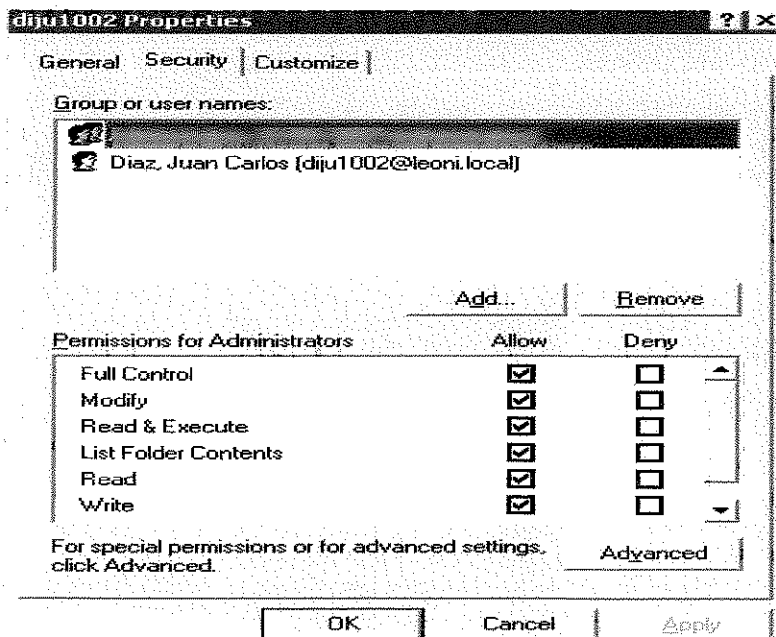 diju1002 Properties
General Security Customize
Group or user names:
Diaz, Juan Carlos (diju1002@leoni.local)
Add... Remove
Permissions for Administrators Allow Deny
Full Control
Modify
Read & Execute
List Folder Contents
Read
Write
For special permissions or for advanced settings,
click Advanced.
Advanced
OK Cancel Apply